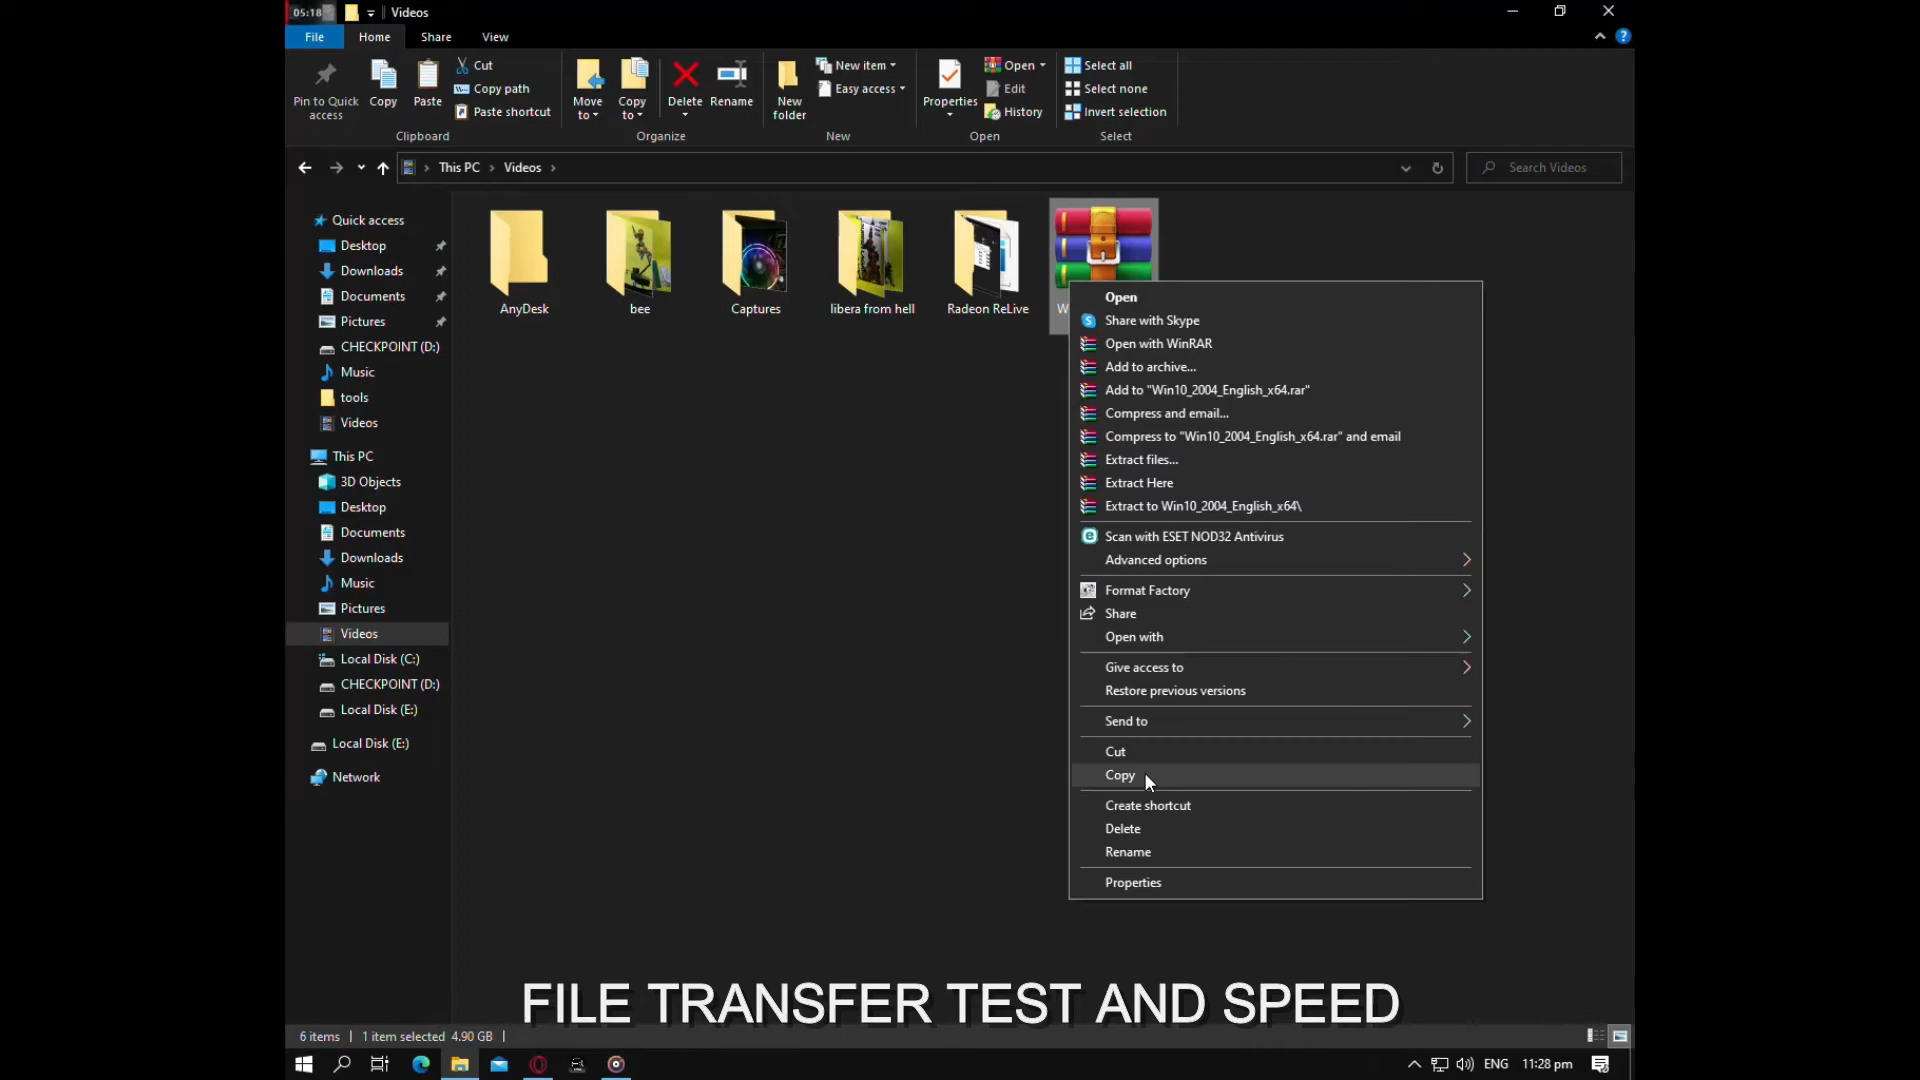 05:18
Videos
File Home Share View
Pin to Quick access
Copy
Paste
Cut
Copy path
Paste shortcut
Clipboard
Move to
Copy to
Delete
Rename
Organize
New folder
New item
Easy access
New
Properties
Open
Edit
History
Open
Select all
Select none
Invert selection
Select
This PC Videos
Search Videos
Quick access
Desktop
Downloads
Documents
Pictures
CHECKPOINT (D:)
Music
tools
Videos
This PC
3D Objects
Desktop
Documents
Downloads
Music
Pictures
Videos
Local Disk (C:)
CHECKPOINT (D:)
Local Disk (E:)
Local Disk (E:)
Network
AnyDesk
bee
Captures
libera from hell
Radeon ReLive
Open
Share with Skype
Open with WinRAR
Add to archive...
Add to "Win10_2004_English_x64.rar"
Compress and email...
Compress to "Win10_2004_English_x64.rar" and email
Extract files...
Extract Here
Extract to Win10_2004_English_x64\
Scan with ESET NOD32 Antivirus
Advanced options
Format Factory
Share
Open with
Give access to
Restore previous versions
Send to
Cut
Copy
Create shortcut
Delete
Rename
Properties
FILE TRANSFER TEST AND SPEED
6 items 1 item selected 4.90 GB
ENG 11:28 pm